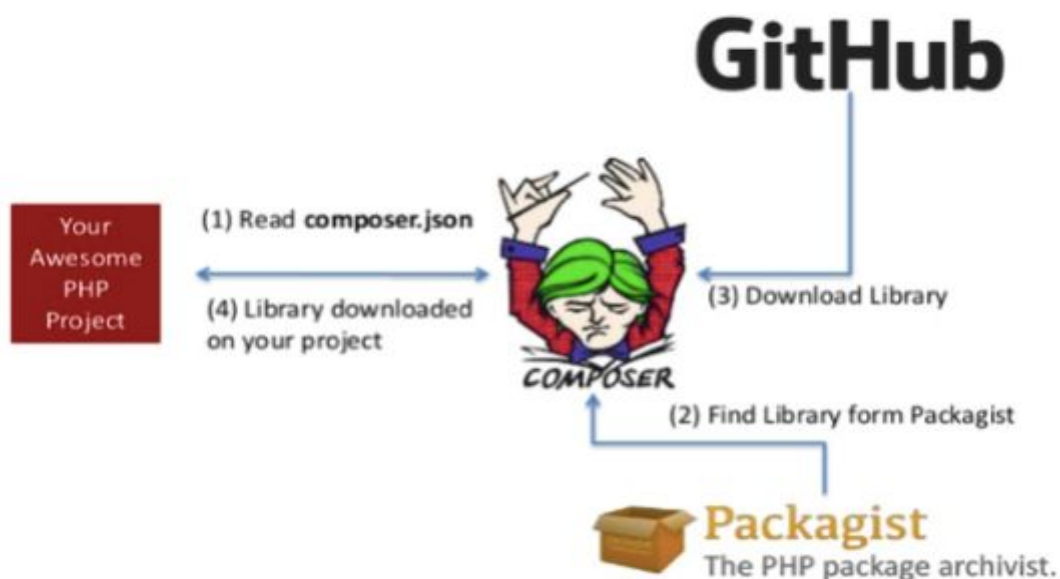 GitHub
Your
Awesome
PHP
Project
(1) Read composer.json
(4) Library downloaded
on your project
(3) Download Library
COMPOSER
(2) Find Library form Packagist
Packagist
The PHP package archivist.